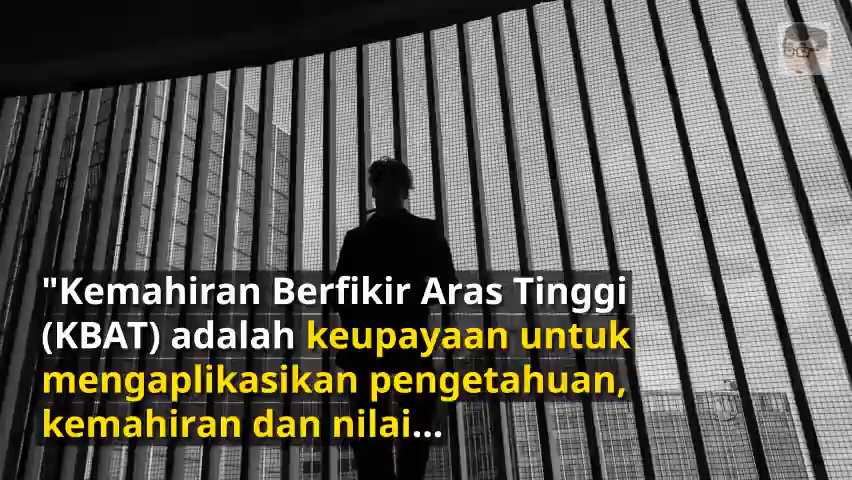 "Kemahiran Berfikir Aras Tinggi
(KBAT) adalah keupayaan untuk
mengaplikasikan pengetahuan,
kemahiran dan nilai...